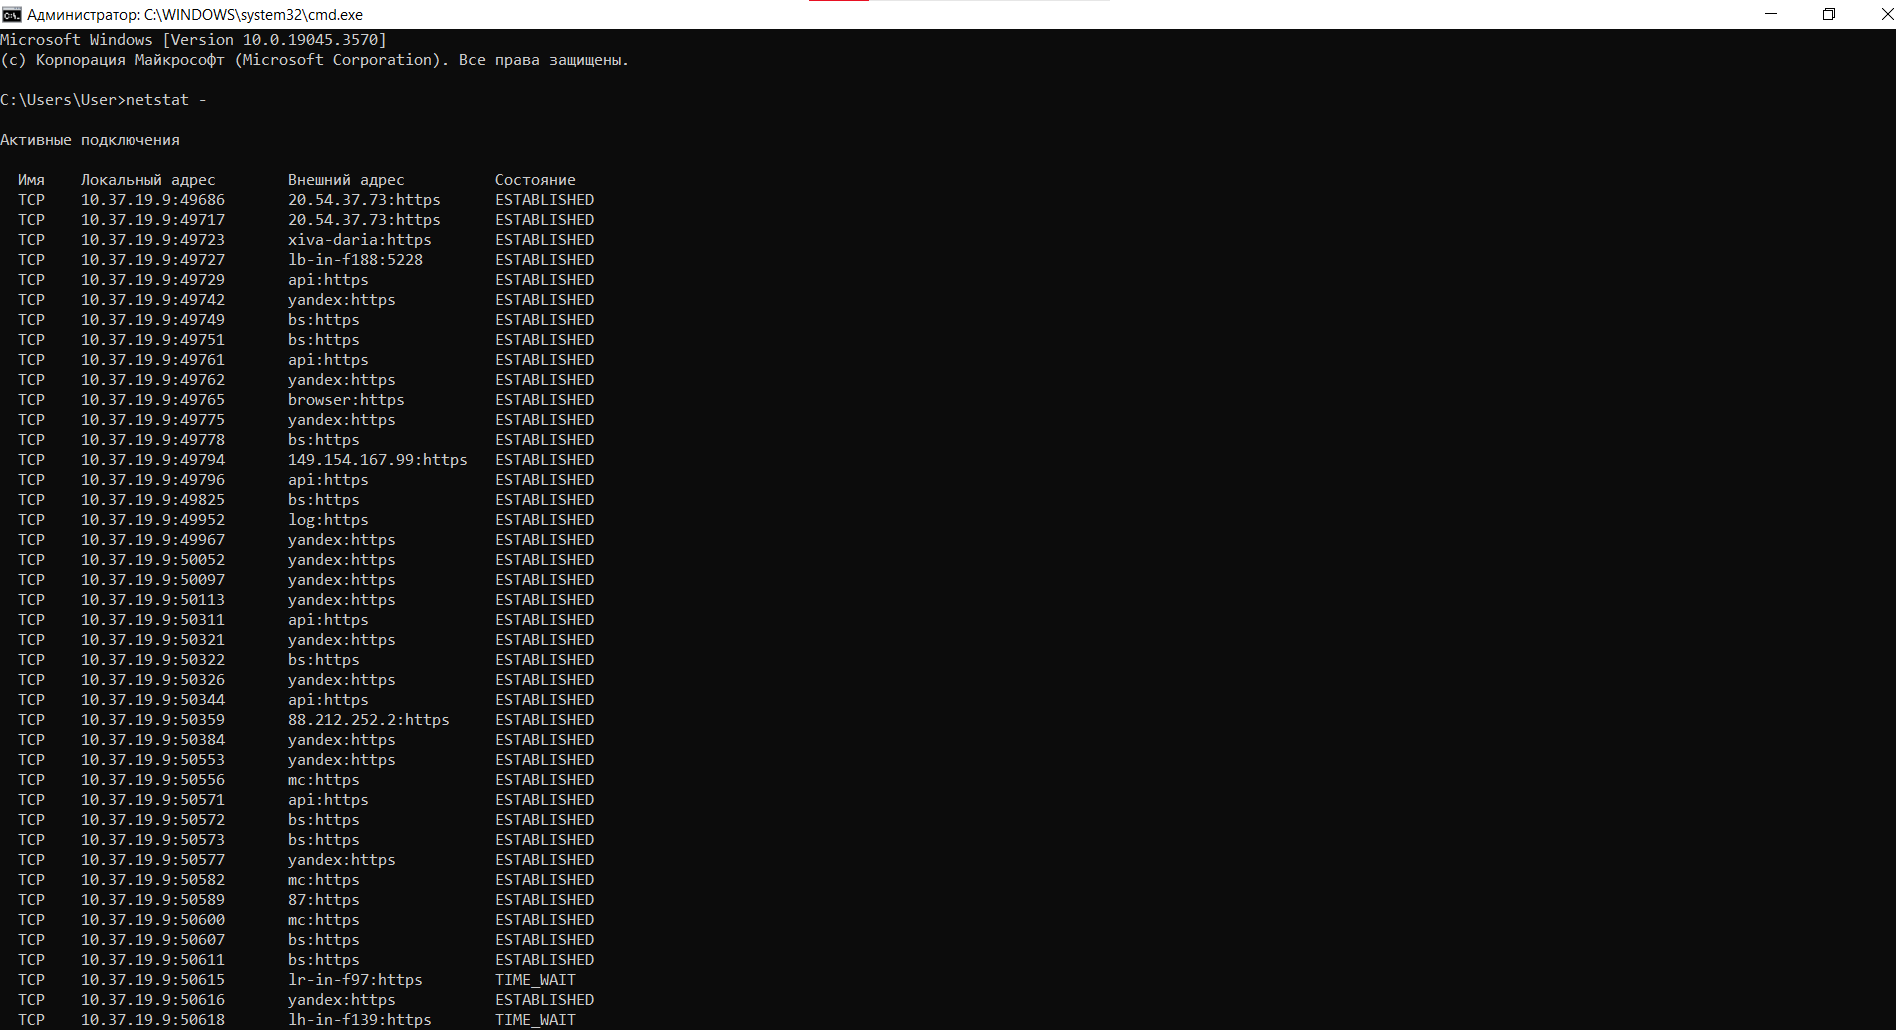 Администратор: C:\WINDOWS\system32\cmd.exe
Microsoft Windows [Version 10.0.19045.3570]
(c) Корпорация Майкрософт (Microsoft Corporation). Все права защищены.
C:\Users\User>netstat -
Активные подключения
Имя Локальный адрес Внешний адрес Состояние
TCP 10.37.19.9:49686 20.54.37.73:https ESTABLISHED
TCP 10.37.19.9:49717 20.54.37.73:https ESTABLISHED
TCP 10.37.19.9:49723 xiva-daria:https ESTABLISHED
TCP 10.37.19.9:49727 lb-in-f188:5228 ESTABLISHED
TCP 10.37.19.9:49729 api:https ESTABLISHED
TCP 10.37.19.9:49742 yandex:https ESTABLISHED
TCP 10.37.19.9:49749 bs:https ESTABLISHED
TCP 10.37.19.9:49751 bs:https ESTABLISHED
TCP 10.37.19.9:49761 api:https ESTABLISHED
TCP 10.37.19.9:49762 yandex:https ESTABLISHED
TCP 10.37.19.9:49765 browser:https ESTABLISHED
TCP 10.37.19.9:49775 yandex:https ESTABLISHED
TCP 10.37.19.9:49778 bs:https ESTABLISHED
TCP 10.37.19.9:49794 149.154.167.99:https ESTABLISHED
TCP 10.37.19.9:49796 api:https ESTABLISHED
TCP 10.37.19.9:49825 bs:https ESTABLISHED
TCP 10.37.19.9:49952 log:https ESTABLISHED
TCP 10.37.19.9:49967 yandex:https ESTABLISHED
TCP 10.37.19.9:50052 yandex:https ESTABLISHED
TCP 10.37.19.9:50097 yandex:https ESTABLISHED
TCP 10.37.19.9:50113 yandex:https ESTABLISHED
TCP 10.37.19.9:50311 api:https ESTABLISHED
TCP 10.37.19.9:50321 yandex:https ESTABLISHED
TCP 10.37.19.9:50322 bs:https ESTABLISHED
TCP 10.37.19.9:50326 yandex:https ESTABLISHED
TCP 10.37.19.9:50344 api:https ESTABLISHED
TCP 10.37.19.9:50359 88.212.252.2:https ESTABLISHED
TCP 10.37.19.9:50384 yandex:https ESTABLISHED
TCP 10.37.19.9:50553 yandex:https ESTABLISHED
TCP 10.37.19.9:50556 mc:https ESTABLISHED
TCP 10.37.19.9:50571 api:https ESTABLISHED
TCP 10.37.19.9:50572 bs:https ESTABLISHED
TCP 10.37.19.9:50573 bs:https ESTABLISHED
TCP 10.37.19.9:50577 yandex:https ESTABLISHED
TCP 10.37.19.9:50582 mc:https ESTABLISHED
TCP 10.37.19.9:50589 87:https ESTABLISHED
TCP 10.37.19.9:50600 mc:https ESTABLISHED
TCP 10.37.19.9:50607 bs:https ESTABLISHED
TCP 10.37.19.9:50611 bs:https ESTABLISHED
TCP 10.37.19.9:50615 lr-in-f97:https TIME_WAIT
TCP 10.37.19.9:50616 yandex:https ESTABLISHED
TCP 10.37.19.9:50618 lh-in-f139:https TIME_WAIT